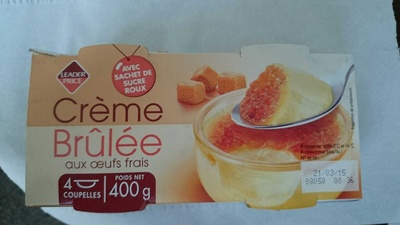 LEADER
PRICE
AVEC
SACHET DE
SUCRE
ROUX
Crème
Brûlée
aux œufs frais
4
COUPELLES
POIDS NET
400 g
21/03/15